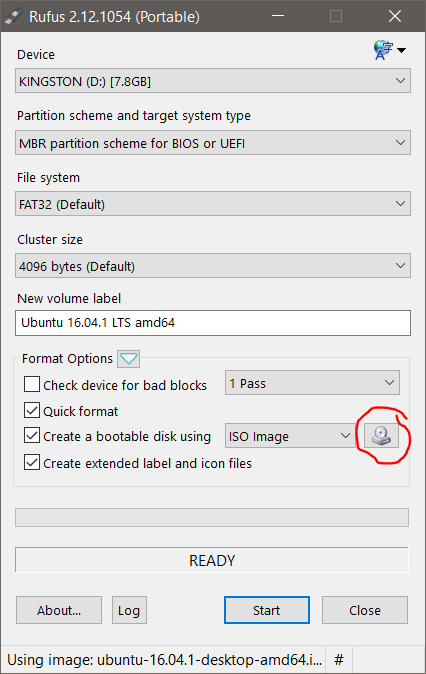 Rufus 2.12.1054 (Portable)
Device
KINGSTON (D:) [7.8GB]
Partition scheme and target system type
MBR partition scheme for BIOS or UEFI
File system
FAT32 (Default)
Cluster size
4096 bytes (Default)
New volume label
Ubuntu 16.04.1 LTS amd64
Format Options
Check device for bad blocks 1 Pass
Quick format
Create a bootable disk using ISO Image
Create extended label and icon files
READY
About... Log Start Close
Using image: ubuntu-16.04.1-desktop-amd64.i... #